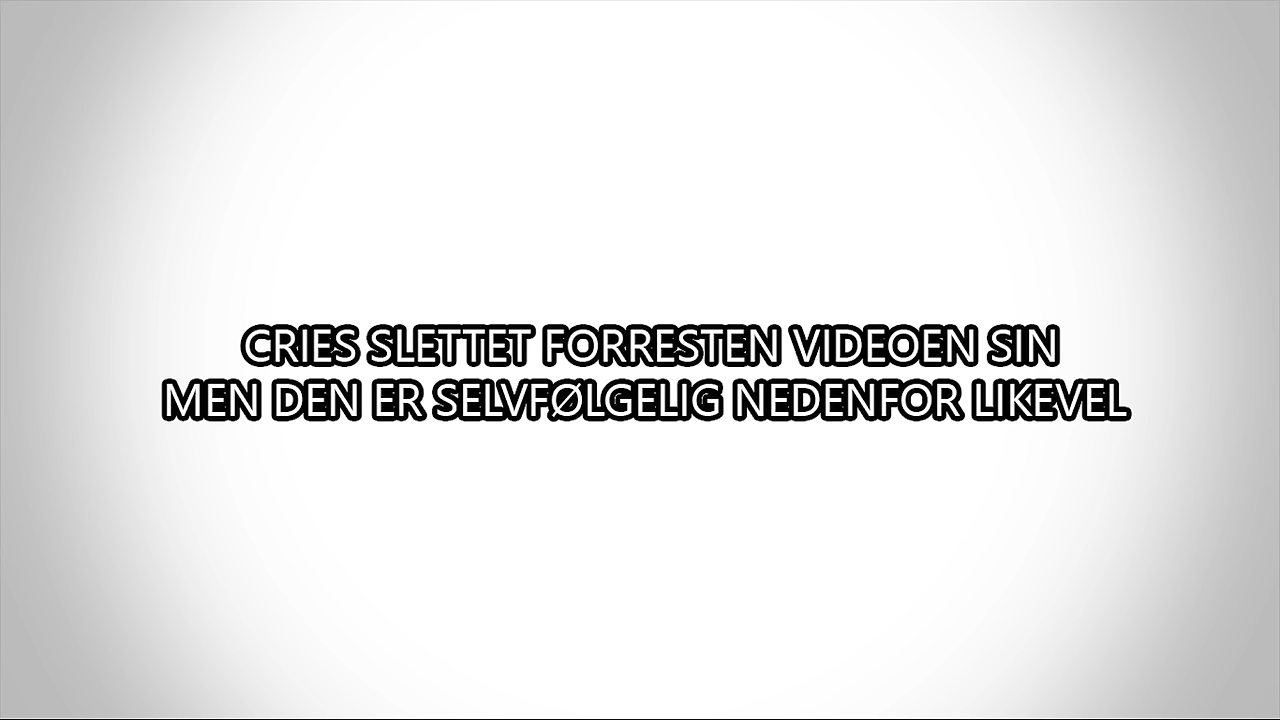 CRIES SLETTET FORRESTEN VIDEOEN SIN
MEN DEN ER SELVFØLGELIG NEDENFOR LIKEVEL